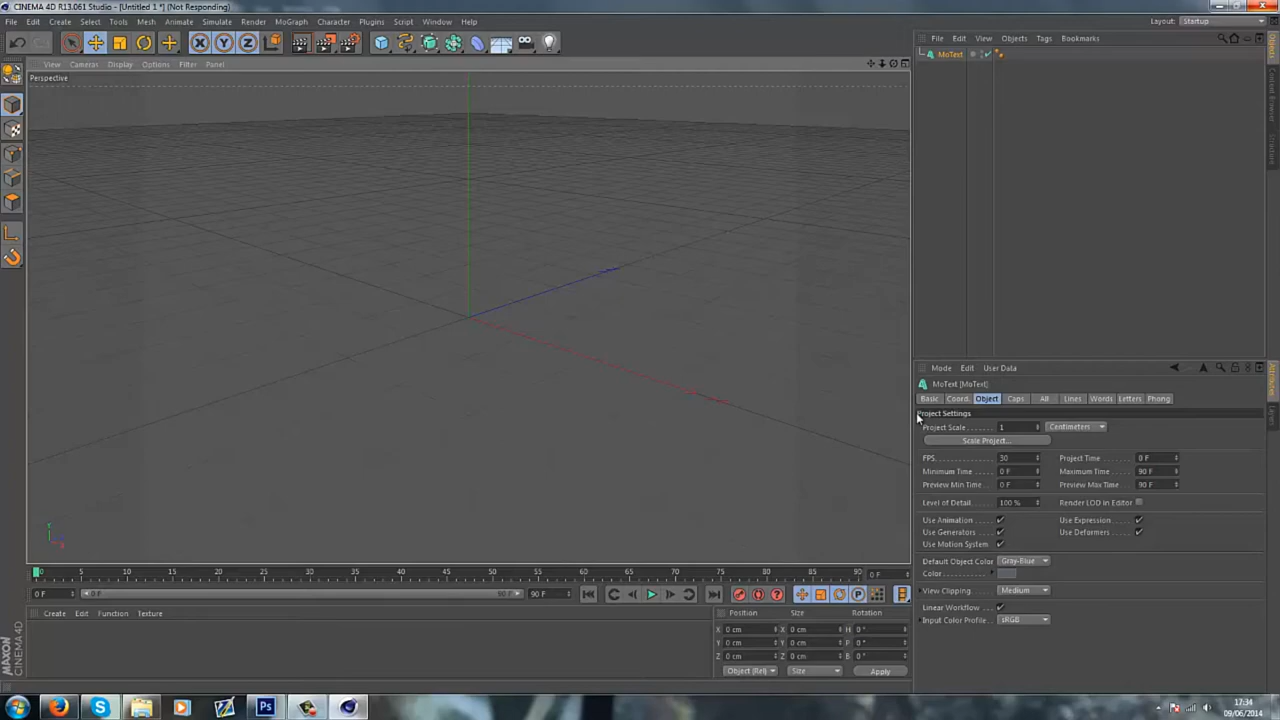 CINEMA 4D R13.061 Studio - [Untitled 1 *] (Not Responding)
File Edit Create Select Tools Mesh Animate Simulate Render MoGraph Character Plugins Script Window Help
Layout: Startup
View Cameras Display Options Filter Panel
Perspective
File Edit View Objects Tags Bookmarks
MoText
Objects
Content Browser
Structure
Mode Edit User Data
MoText [MoText]
Basic Coord. Object Caps All Lines Words Letters Phong
Attributes
Layer
Project Settings
Project Scale 1 Centimeters
Scale Project...
FPS 30 Project Time 0 F
Minimum Time 0 F Maximum Time 90 F
Preview Min Time 0 F Preview Max Time 90 F
Level of Detail 100 % Render LOD in Editor
Use Animation Use Expression
Use Generators Use Deformers
Use Motion System
Default Object Color Gray-Blue
Color
View Clipping Medium
Linear Workflow
Input Color Profile sRGB
Y
X
0 5 10 15 20 25 30 35 40 45 50 55 60 65 70 75 80 85 90 0 F
0 F 0 F 90 F 90 F
Create Edit Function Texture
Position Size Rotation
X 0 cm X 0 cm H 0 °
Y 0 cm Y 0 cm P 0 °
Z 0 cm Z 0 cm B 0 °
Object (Rel) Size Apply
MAXON
CINEMA 4D
17:34
09/06/2014